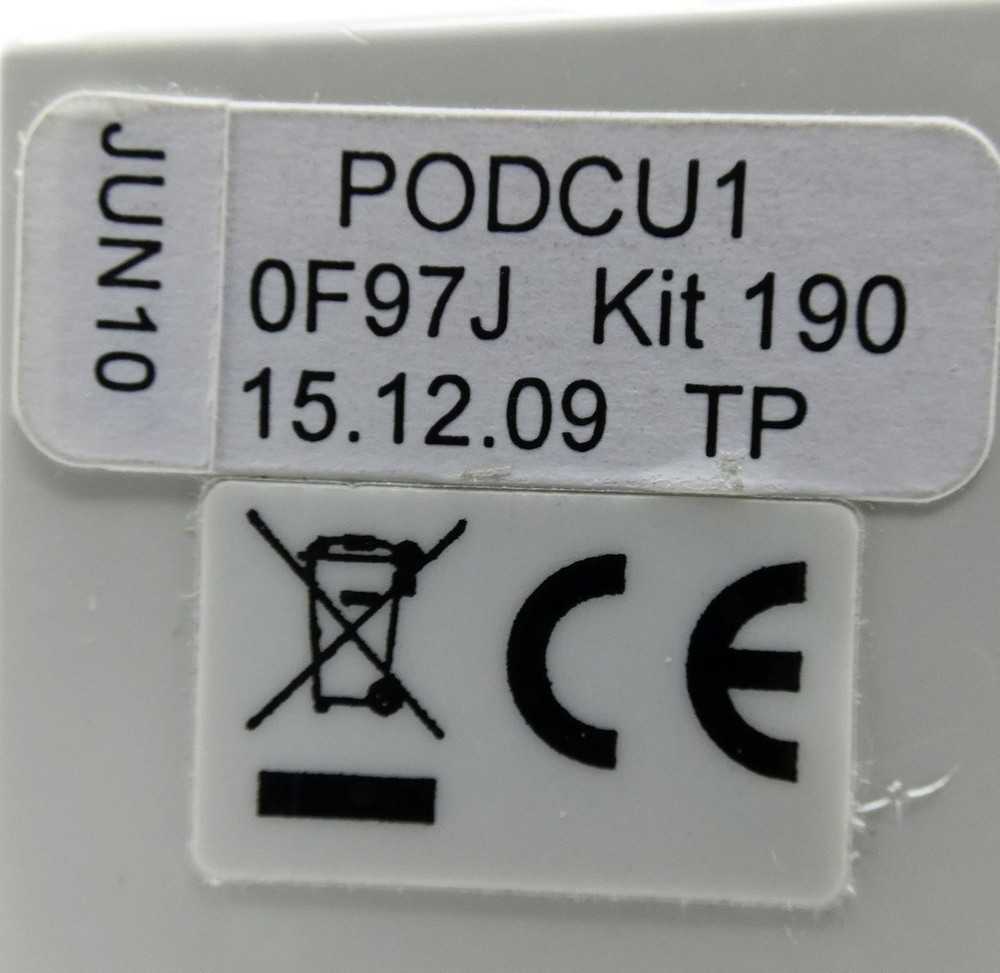 JUN10
PODCU1
0F97J Kit 190
15.12.09 TP
CE